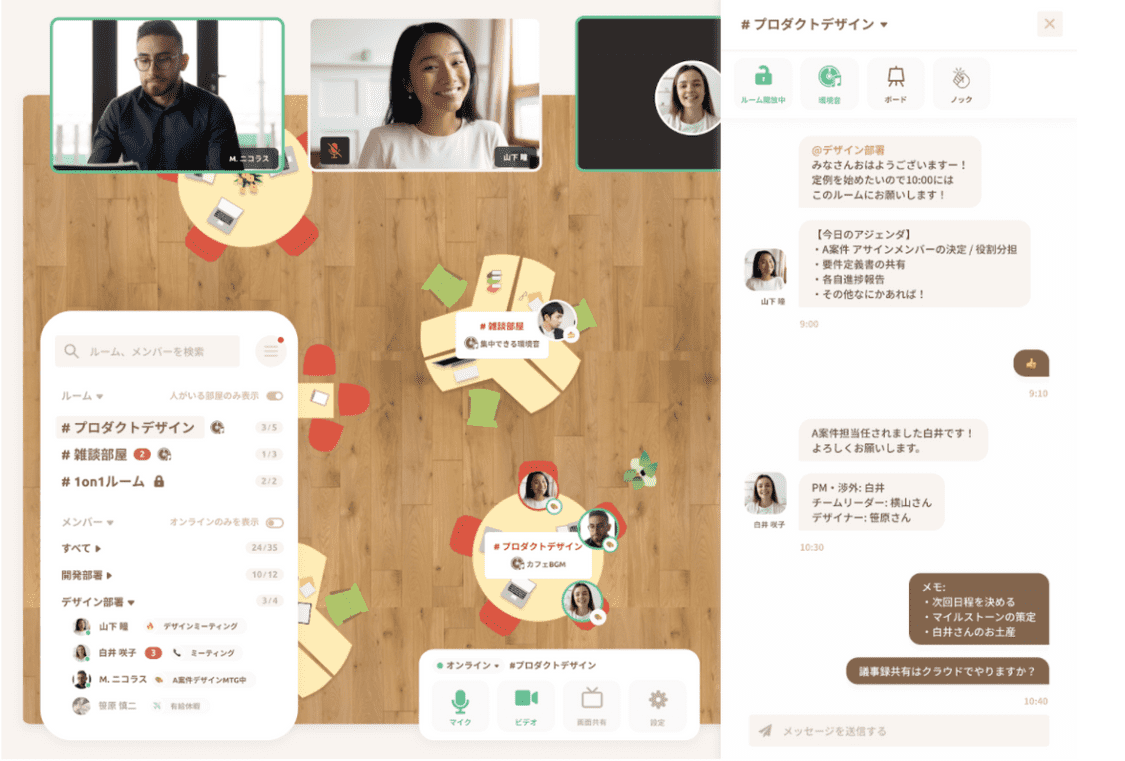 M. ニコラス
山下 瞳
# 雑談部屋
集中できる環境音
# プロダクトデザイン
カフェBGM
ルーム、メンバーを検索
ルーム
人がいる部屋のみ表示
# プロダクトデザイン 3/5
# 雑談部屋 2 1/3
# 1on1ルーム 2/2
メンバー
オンラインのみを表示
すべて 24/35
開発部署 10/12
デザイン部署 3/4
山下 瞳 デザインミーティング
白井 咲子 3 ミーティング
M. ニコラス A案件デザインMTG中
笹原 慎二 有給休暇
オンライン #プロダクトデザイン
マイク
ビデオ
画面共有
設定
# プロダクトデザイン
ルーム開放中
環境音
ボード
ノック
@デザイン部署
みなさんおはようございますー！
定例を始めたいので10:00には
このルームにお願いします！
【今日のアジェンダ】
・A案件 アサインメンバーの決定 / 役割分担
・要件定義書の共有
・各自進捗報告
・その他なにかあれば！
山下 瞳
9:00
9:10
A案件担当任されました白井です！
よろしくお願いします。
PM・渉外: 白井
チームリーダー: 横山さん
デザイナー: 笹原さん
白井 咲子
10:30
メモ:
・次回日程を決める
・マイルストーンの策定
・白井さんのお土産
議事録共有はクラウドでやりますか？
10:40
メッセージを送信する